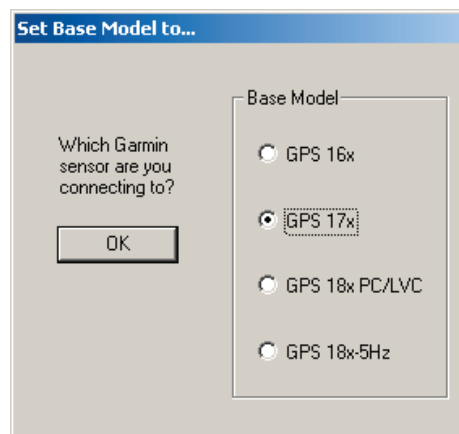 Set Base Model to...
Which Garmin
sensor are you
connecting to?
OK
Base Model
GPS 16x
GPS 17x
GPS 18x PC/LVC
GPS 18x-5Hz